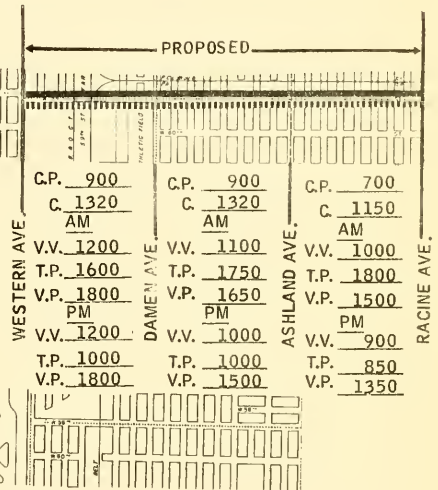 PROPOSED
C.P. 900 C.P. 900 C.P. 700
C. 1320 C. 1320 C. 1150
AM AM AM
V.V. 1200 V.V. 1100 V.V. 1000
T.P. 1600 T.P. 1750 T.P. 1800
V.P. 1800 V.P. 1650 V.P. 1500
PM PM PM
V.V. 1200 V.V. 1000 V.V. 900
T.P. 1000 T.P. 1000 T.P. 850
V.P. 1800 V.P. 1500 V.P. 1350
WESTERN AVE.
DAMEN AVE.
ASHLAND AVE.
RACINE AVE.
BELT